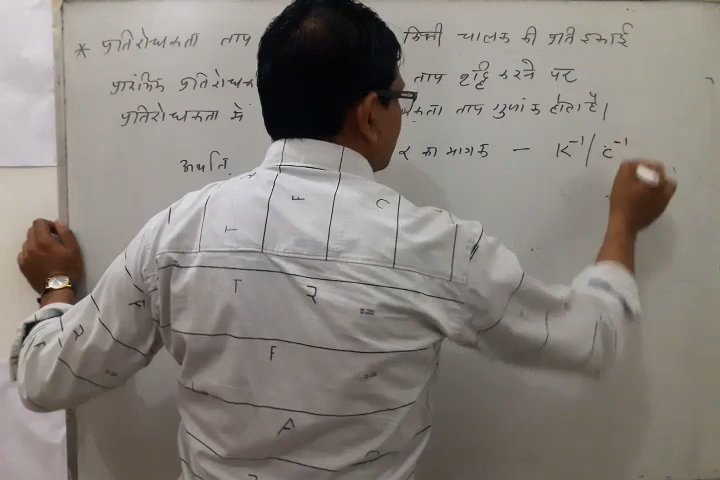 * प्रतिरोधकता ताप किसी चालक की प्रति इकाई
प्रारंभिक प्रतिरोधक ताप वृद्धि करने पर
प्रतिरोधकता में कता ताप गुणांक होता है।
अर्थात् α का मात्रक — K⁻¹/°C⁻¹